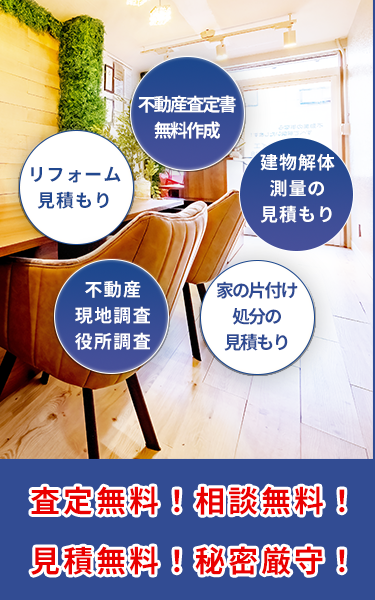 不動産査定書
無料作成
リフォーム
見積もり
建物解体
測量の
見積もり
不動産
現地調査
役所調査
家の片付け
処分の
見積もり
査定無料！相談無料！
見積無料！秘密厳守！